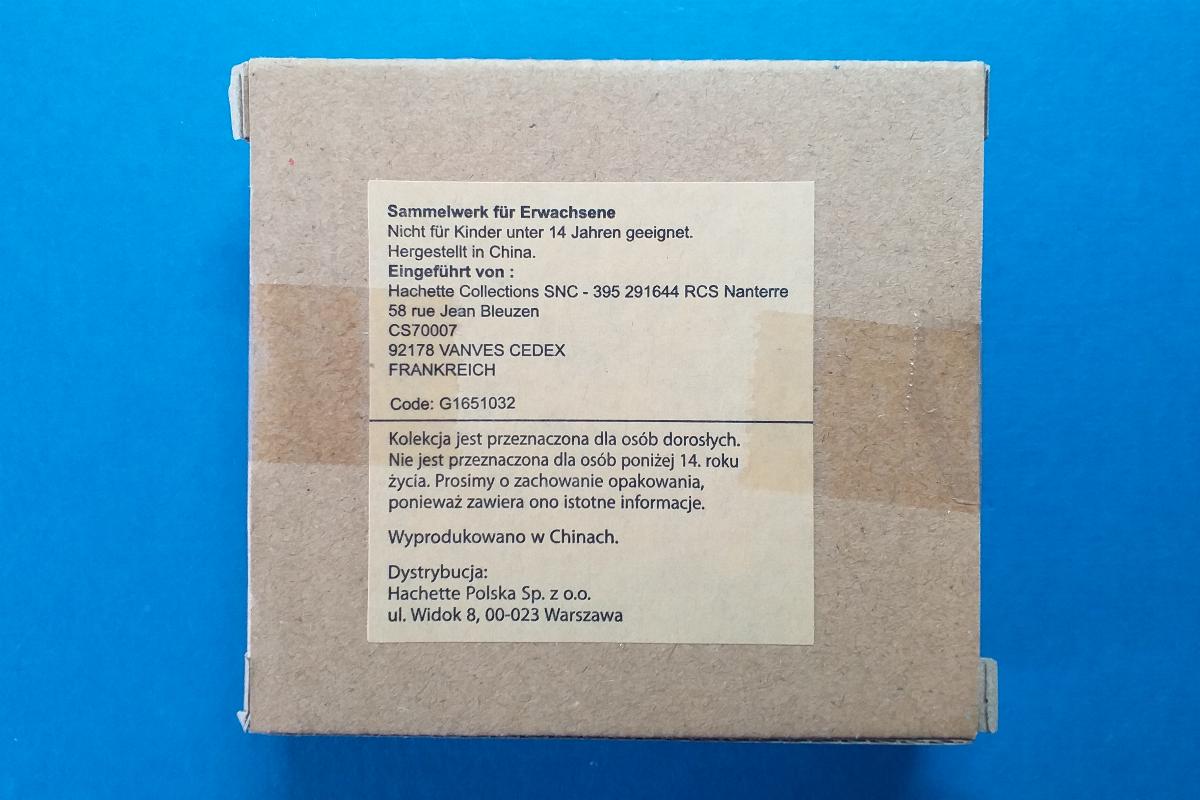 Sammelwerk für Erwachsene
Nicht für Kinder unter 14 Jahren geeignet.
Hergestellt in China.
Eingeführt von :
Hachette Collections SNC - 395 291644 RCS Nanterre
58 rue Jean Bleuzen
CS70007
92178 VANVES CEDEX
FRANKREICH
Code: G1651032
Kolekcja jest przeznaczona dla osób dorosłych.
Nie jest przeznaczona dla osób poniżej 14. roku
życia. Prosimy o zachowanie opakowania,
ponieważ zawiera ono istotne informacje.
Wyprodukowano w Chinach.
Dystrybucja:
Hachette Polska Sp. z o.o.
ul. Widok 8, 00-023 Warszawa